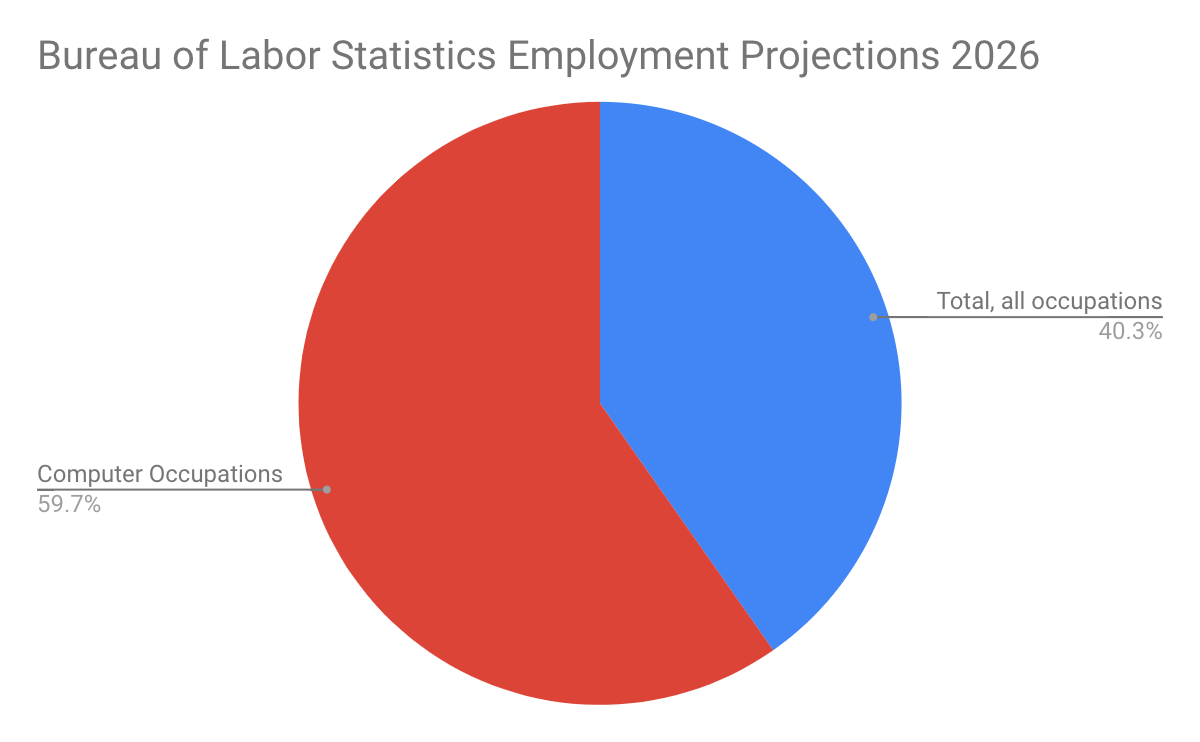 Bureau of Labor Statistics Employment Projections 2026
Total, all occupations
40.3%
Computer Occupations
59.7%